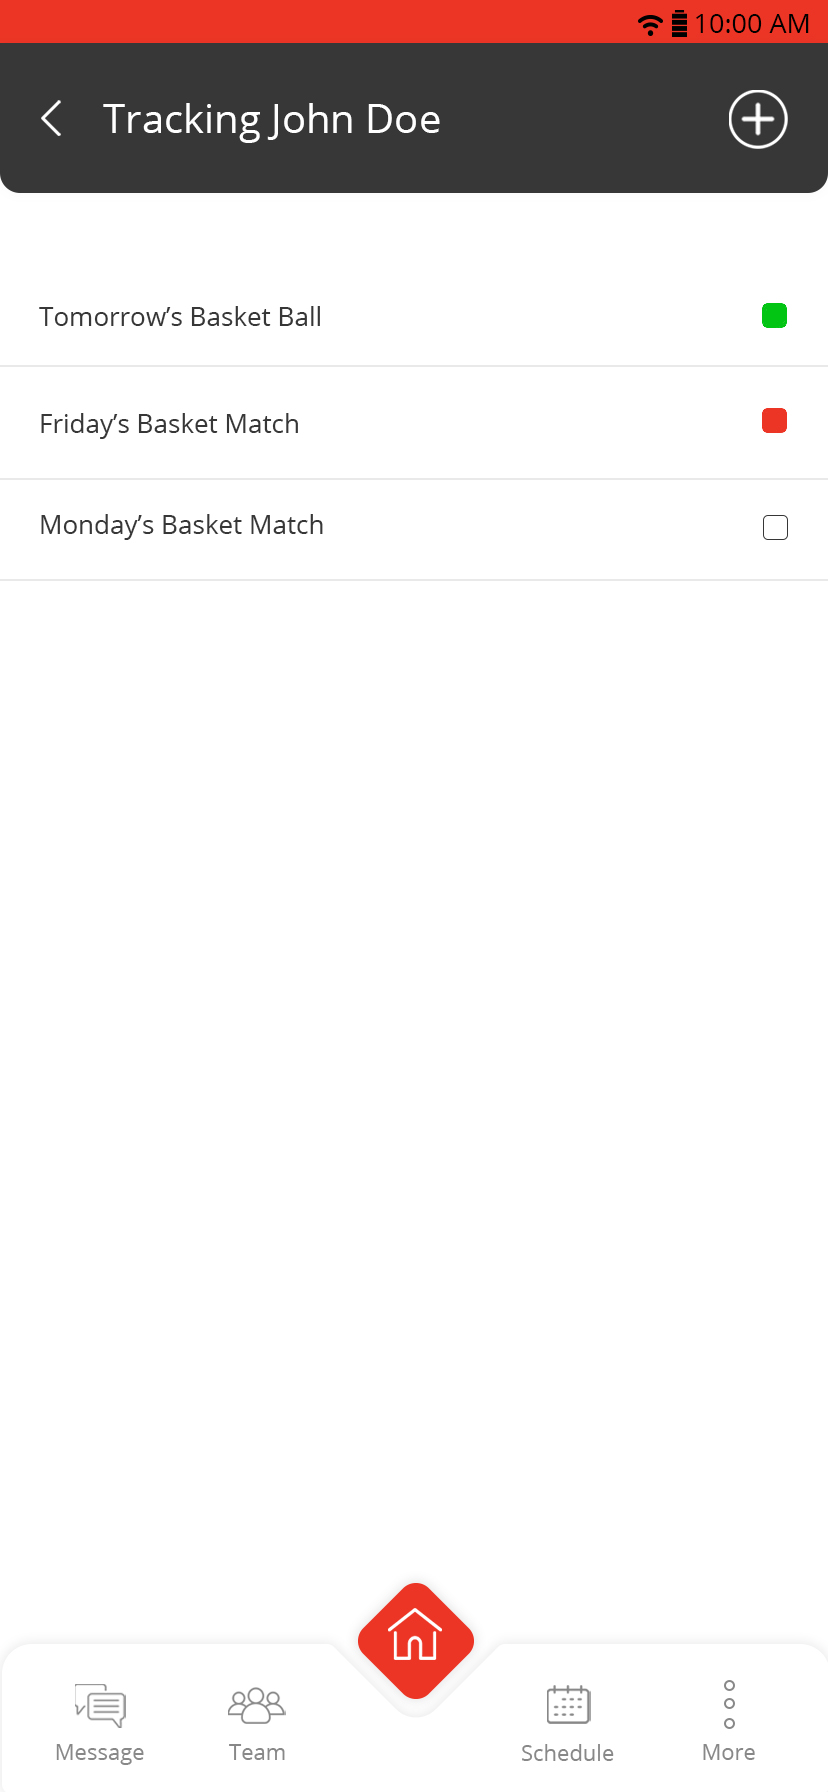 10:00 AM
Tracking John Doe
Tomorrow’s Basket Ball
Friday’s Basket Match
Monday’s Basket Match
Message
Team
Schedule
More